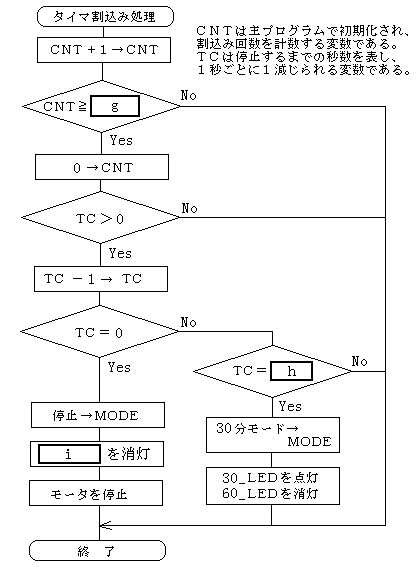 タイマ割込み処理
CNT+1→CNT
CNTは主プログラムで初期化され、
割込み回数を計数する変数である。
TCは停止するまでの秒数を表し、
1秒ごとに1減じられる変数である。
CNT≧ g
No
Yes
0→CNT
TC>0
No
Yes
TC-1→ TC
TC=0
No
Yes
TC= h
No
Yes
停止→MODE
30分モード→
MODE
i を消灯
30_LEDを点灯
60_LEDを消灯
モータを停止
終 了